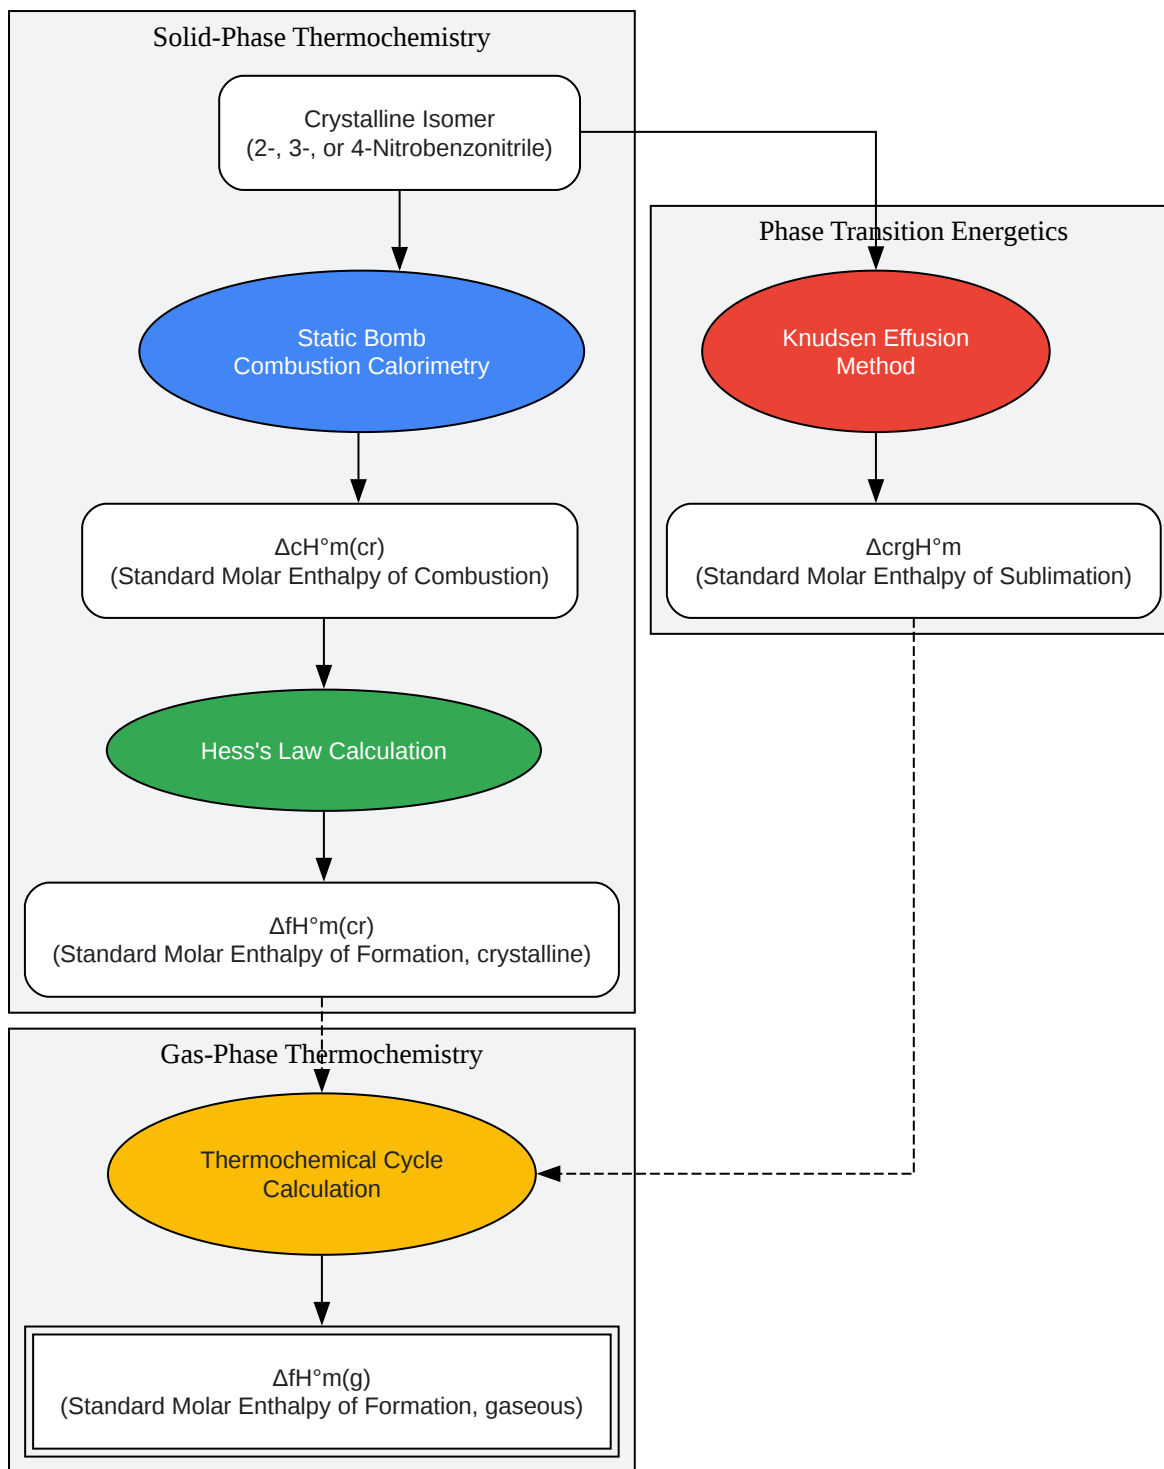 Solid-Phase Thermochemistry
Crystalline Isomer
(2-, 3-, or 4-Nitrobenzonitrile)
Phase Transition Energetics
Static Bomb
Combustion Calorimetry
Knudsen Effusion
Method
ΔcH°m(cr)
(Standard Molar Enthalpy of Combustion)
ΔcrgH°m
(Standard Molar Enthalpy of Sublimation)
Hess's Law Calculation
ΔfH°m(cr)
(Standard Molar Enthalpy of Formation, crystalline)
Gas-Phase Thermochemistry
Thermochemical Cycle
Calculation
ΔfH°m(g)
(Standard Molar Enthalpy of Formation, gaseous)